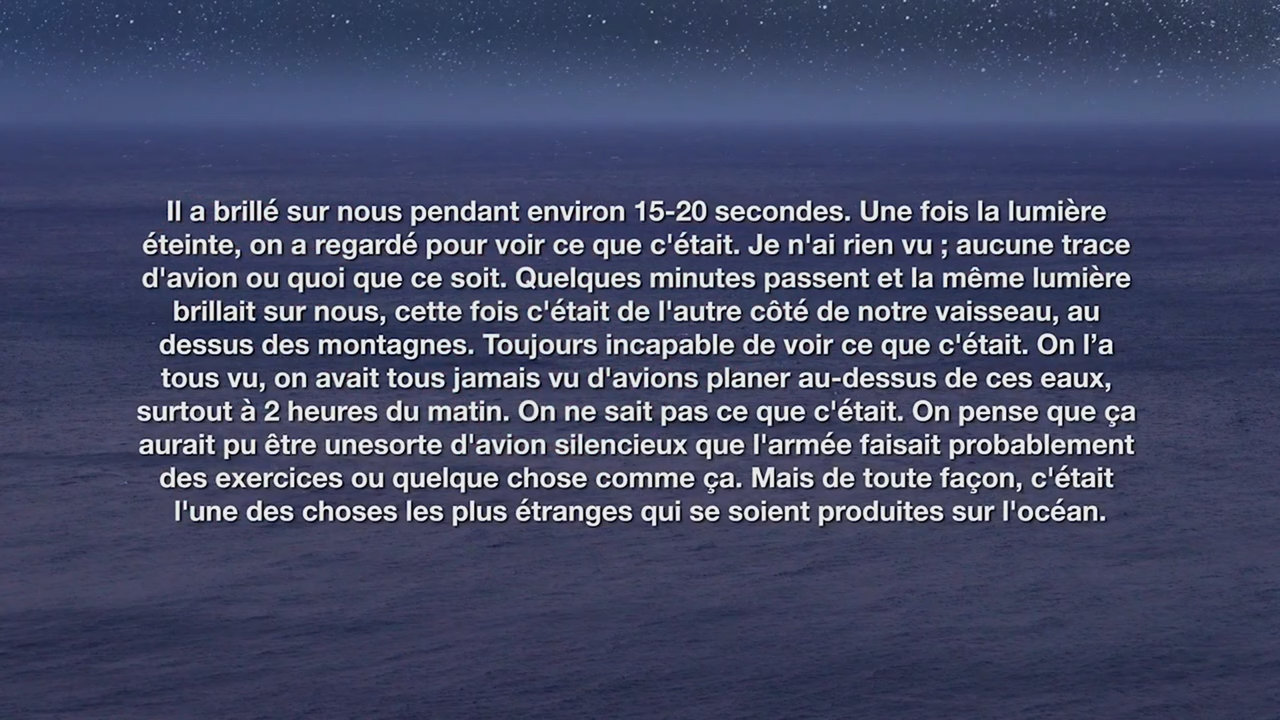 Il a brillé sur nous pendant environ 15-20 secondes. Une fois la lumière
éteinte, on a regardé pour voir ce que c'était. Je n'ai rien vu ; aucune trace
d'avion ou quoi que ce soit. Quelques minutes passent et la même lumière
brillait sur nous, cette fois c'était de l'autre côté de notre vaisseau, au
dessus des montagnes. Toujours incapable de voir ce que c'était. On l’a
tous vu, on avait tous jamais vu d'avions planer au-dessus de ces eaux,
surtout à 2 heures du matin. On ne sait pas ce que c'était. On pense que ça
aurait pu être unesorte d'avion silencieux que l'armée faisait probablement
des exercices ou quelque chose comme ça. Mais de toute façon, c'était
l'une des choses les plus étranges qui se soient produites sur l'océan.